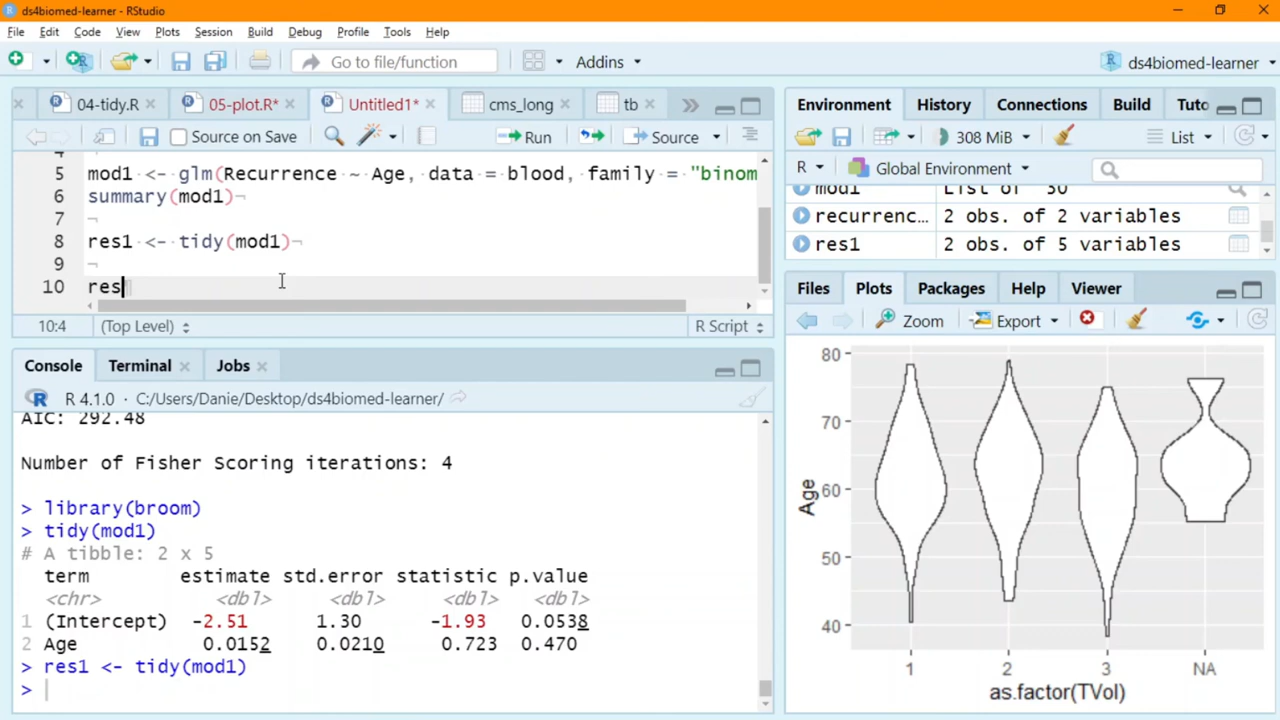 ds4biomed-learner - RStudio
File Edit Code View Plots Session Build Debug Profile Tools Help
Go to file/function Addins ds4biomed-learner
04-tidy.R 05-plot.R* Untitled1* cms_long tb
Source on Save Run Source
5 mod1 <- glm(Recurrence ~ Age, data = blood, family = "binom
6 summary(mod1)
7
8 res1 <- tidy(mod1)
9
10 res
10:4 (Top Level) R Script
Console Terminal Jobs
R 4.1.0 · C:/Users/Danie/Desktop/ds4biomed-learner/
AIC: 292.48
Number of Fisher Scoring iterations: 4
> library(broom)
> tidy(mod1)
# A tibble: 2 x 5
term estimate std.error statistic p.value
<chr> <dbl> <dbl> <dbl> <dbl>
1 (Intercept) -2.51 1.30 -1.93 0.0538
2 Age 0.0152 0.0210 0.723 0.470
> res1 <- tidy(mod1)
>
Environment History Connections Build Tuto
308 MiB List
R Global Environment
mod1 List of 30
recurrenc... 2 obs. of 2 variables
res1 2 obs. of 5 variables
Files Plots Packages Help Viewer
Zoom Export
80
70
60
50
40
Age
1 2 3 NA
as.factor(TVol)